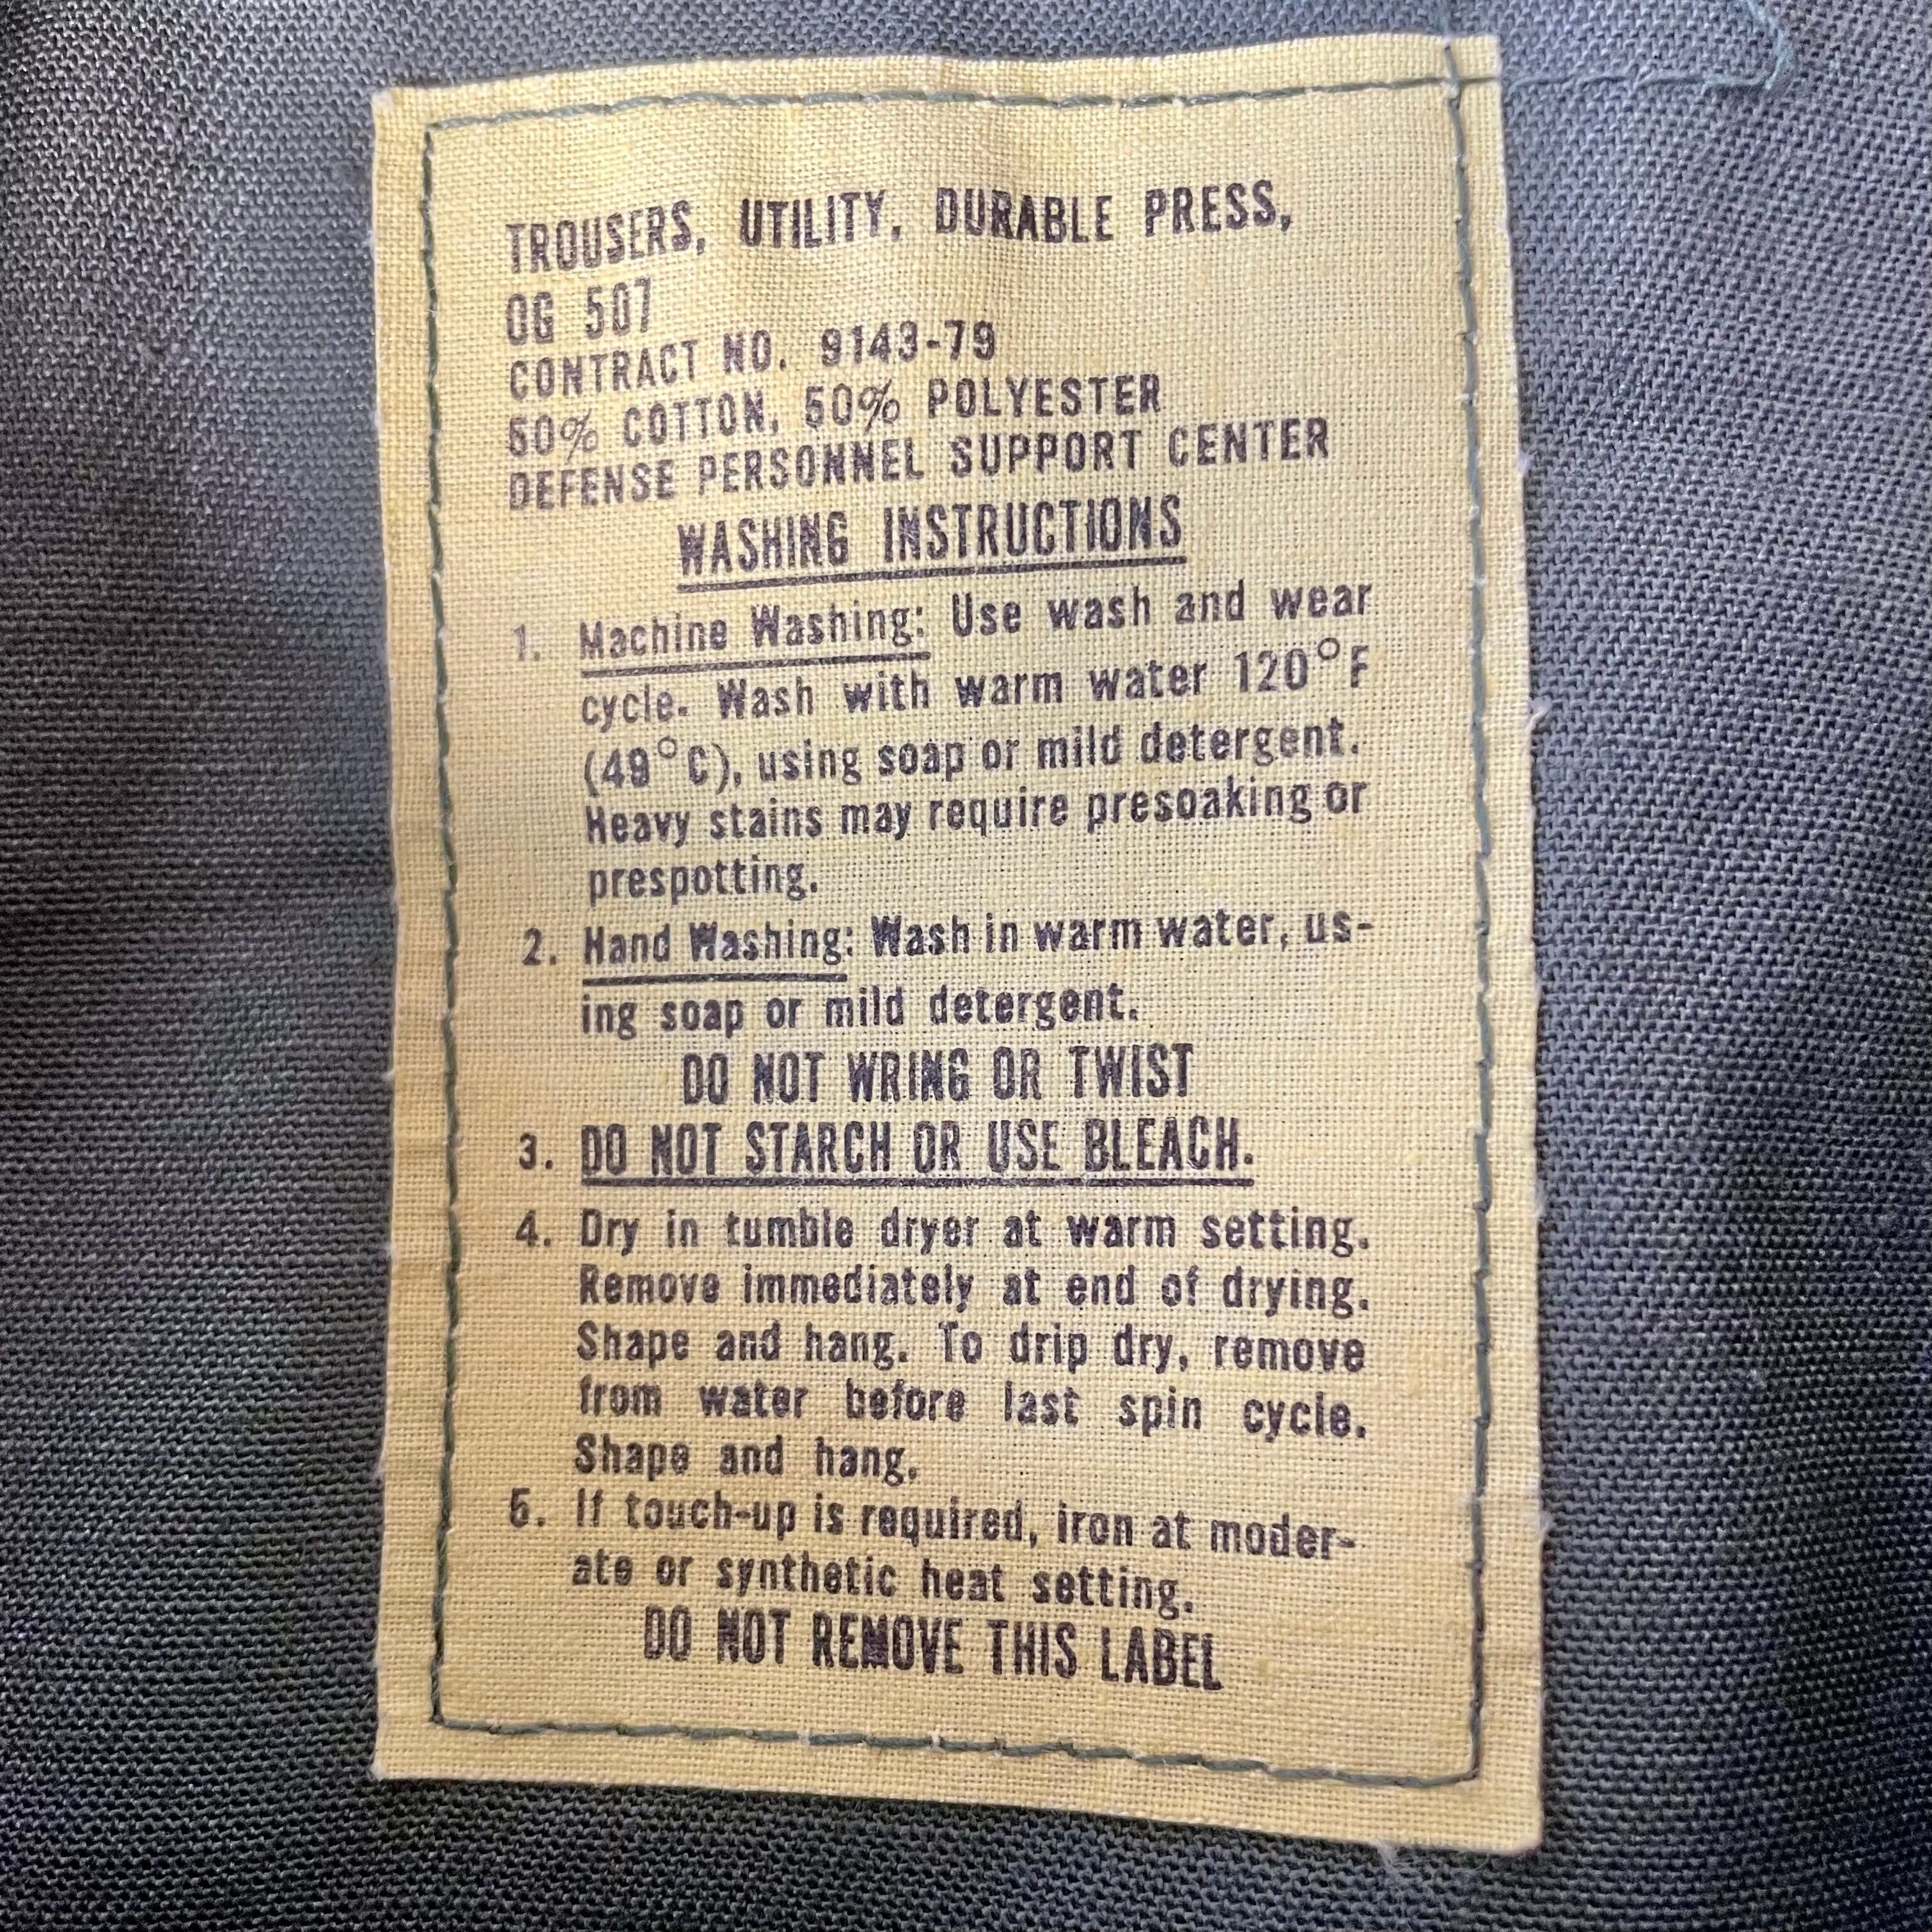 TROUSERS, UTILITY, DURABLE PRESS,
OG 507
CONTRACT NO. 9143-79
50% COTTON, 50% POLYESTER
DEFENSE PERSONNEL SUPPORT CENTER
WASHING INSTRUCTIONS
1. Machine Washing: Use wash and wear
cycle. Wash with warm water 120°F
(49°C), using soap or mild detergent.
Heavy stains may require presoaking or
prespotting.
2. Hand Washing: Wash in warm water, us-
ing soap or mild detergent.
DO NOT WRING OR TWIST
3. DO NOT STARCH OR USE BLEACH.
4. Dry in tumble dryer at warm setting.
Remove immediately at end of drying.
Shape and hang. To drip dry, remove
from water before last spin cycle.
Shape and hang.
5. If touch-up is required, iron at moder-
ate or synthetic heat setting.
DO NOT REMOVE THIS LABEL